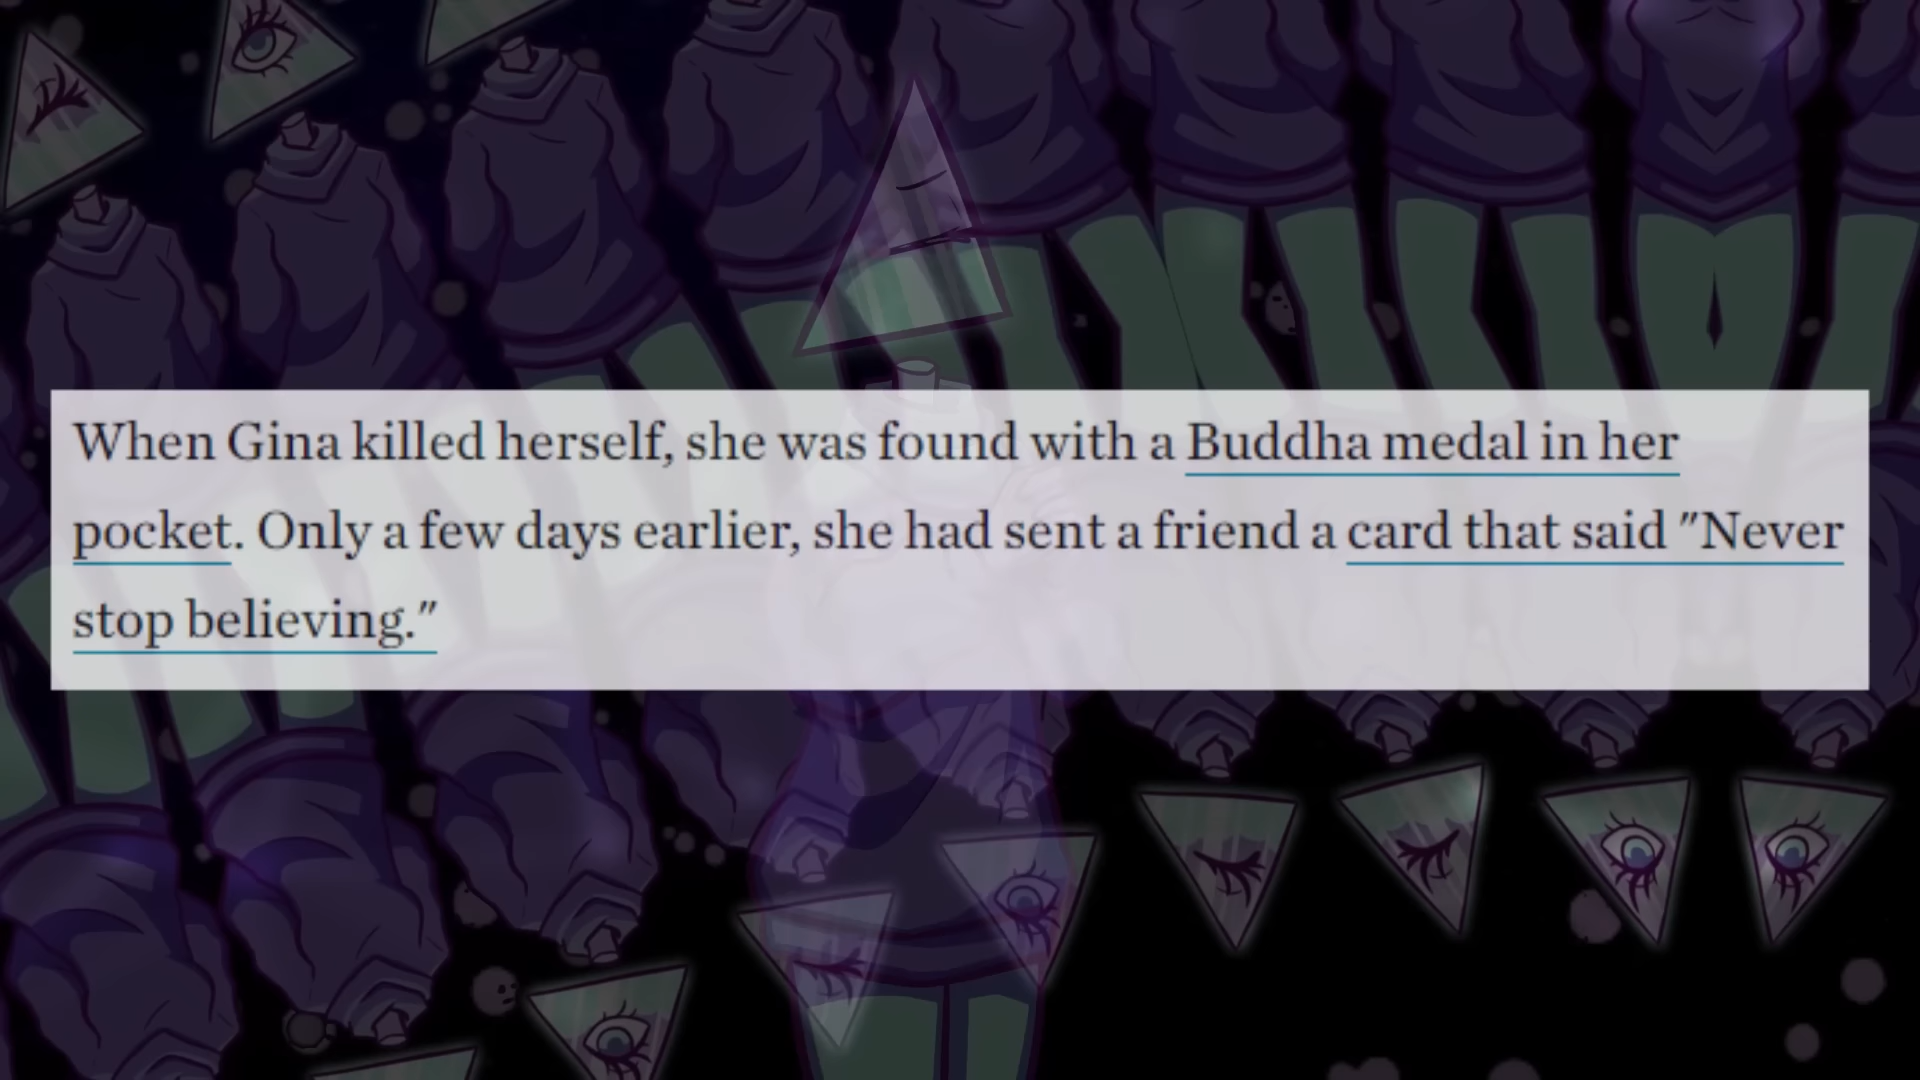 When Gina killed herself, she was found with a Buddha medal in her
pocket. Only a few days earlier, she had sent a friend a card that said "Never
stop believing."